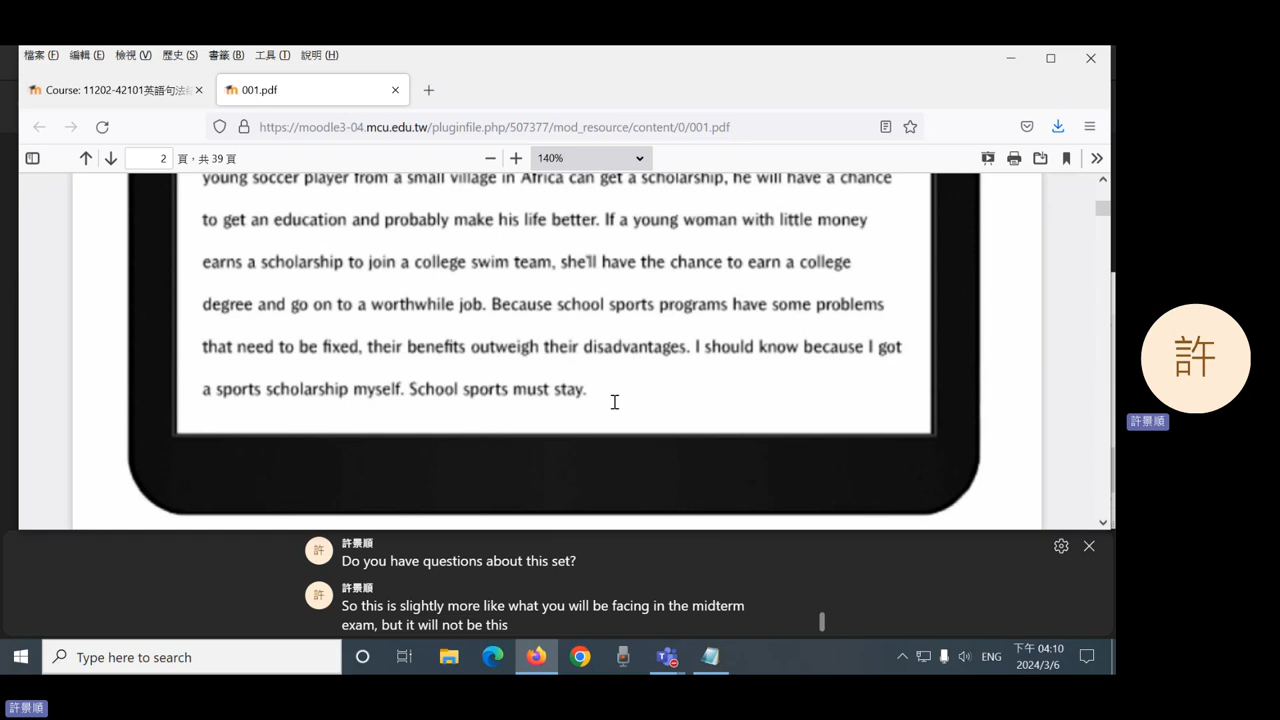 檔案 (F) 編輯 (E) 檢視 (V) 歷史 (S) 書籤 (B) 工具 (T) 說明 (H)
Course: 11202-42101英語句法
001.pdf
https://moodle3-04.mcu.edu.tw/pluginfile.php/507377/mod_resource/content/0/001.pdf
2 頁，共 39 頁
140%
young soccer player from a small village in Africa can get a scholarship, he will have a chance
to get an education and probably make his life better. If a young woman with little money
earns a scholarship to join a college swim team, she'll have the chance to earn a college
degree and go on to a worthwhile job. Because school sports programs have some problems
that need to be fixed, their benefits outweigh their disadvantages. I should know because I got
a sports scholarship myself. School sports must stay.
許
許景順
許 許景順
Do you have questions about this set?
許 許景順
So this is slightly more like what you will be facing in the midterm
exam, but it will not be this
Type here to search
ENG
下午 04:10
2024/3/6
許景順